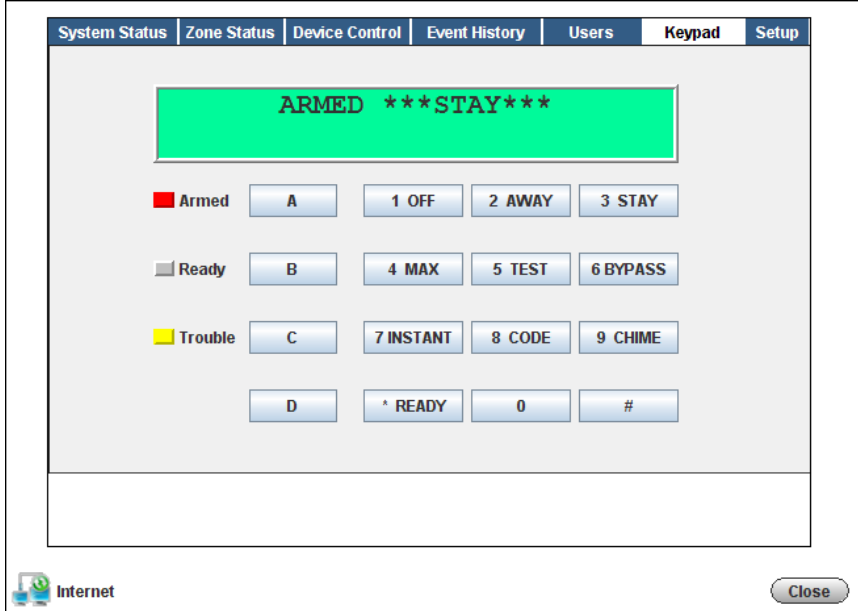 System Status Zone Status Device Control Event History Users Keypad Setup
ARMED ***STAY***
Armed A 1 OFF 2 AWAY 3 STAY
Ready B 4 MAX 5 TEST 6 BYPASS
Trouble C 7 INSTANT 8 CODE 9 CHIME
D * READY 0 #
Internet Close